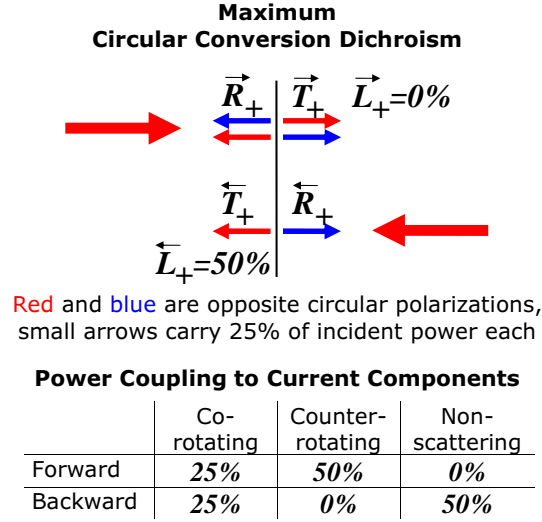 Maximum
Circular Conversion Dichroism
R⃗₊ T⃗₊ L⃗₊=0%
T⃖₊ R⃖₊
L⃖₊=50%
Red and blue are opposite circular polarizations,
small arrows carry 25% of incident power each
Power Coupling to Current Components
Co- Counter- Non-
rotating rotating scattering
Forward 25% 50% 0%
Backward 25% 0% 50%